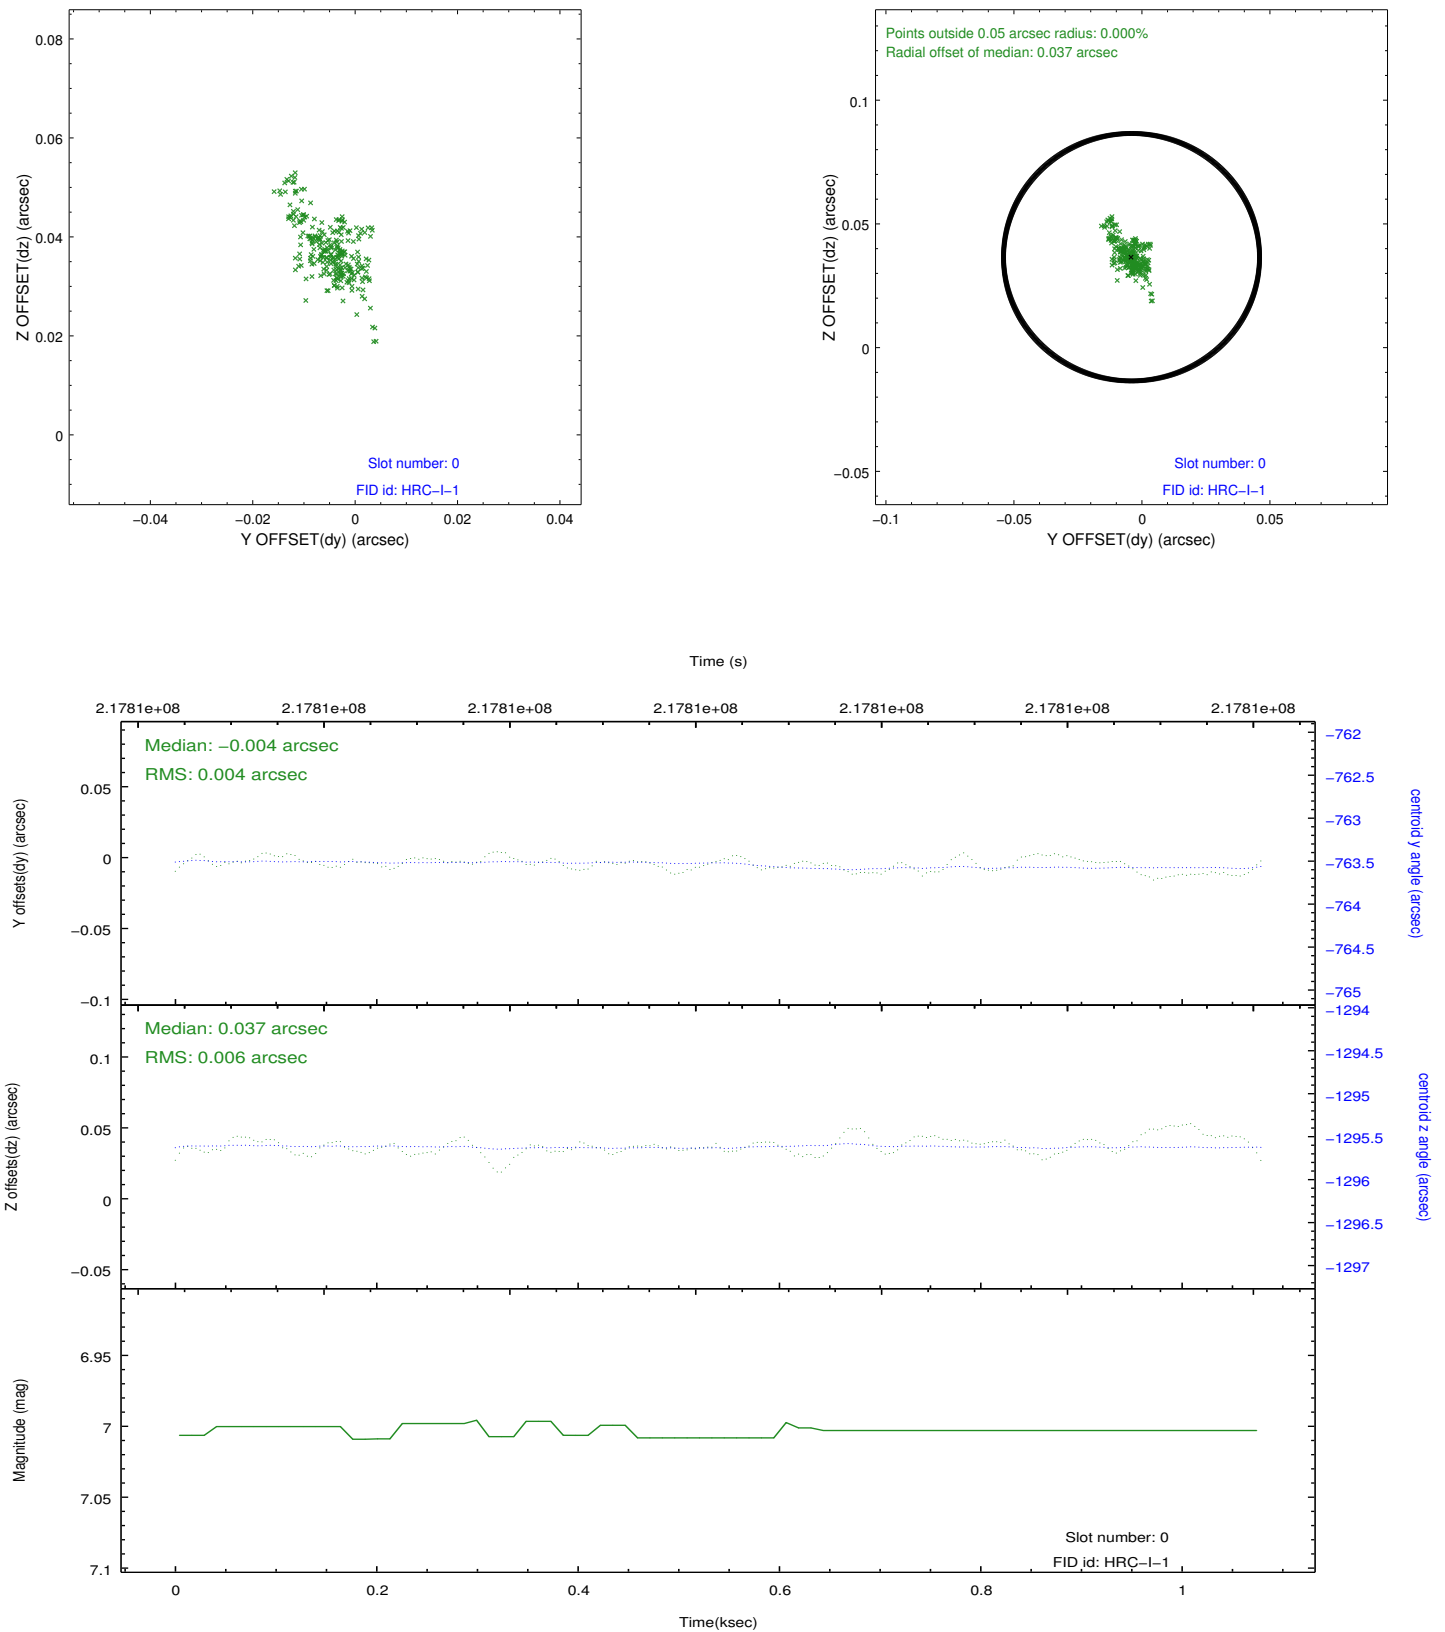 0.08
0.06
0.04
0.02
0
Z OFFSET(dz) (arcsec)
Slot number: 0
FID id: HRC−I−1
−0.04
−0.02
0
0.02
0.04
Y OFFSET(dy) (arcsec)
Points outside 0.05 arcsec radius: 0.000%
Radial offset of median: 0.037 arcsec
0.1
0.05
0
−0.05
Z OFFSET(dz) (arcsec)
Slot number: 0
FID id: HRC−I−1
−0.1
−0.05
0
0.05
Y OFFSET(dy) (arcsec)
Time (s)
2.1781e+08 2.1781e+08 2.1781e+08 2.1781e+08 2.1781e+08 2.1781e+08 2.1781e+08
Median: −0.004 arcsec
RMS: 0.004 arcsec
0.05
0
−0.05
−0.1
Y offsets(dy) (arcsec)
−762
−762.5
−763
−763.5
−764
−764.5
−765
centroid y angle (arcsec)
Median: 0.037 arcsec
RMS: 0.006 arcsec
0.1
0.05
0
−0.05
Z offsets(dz) (arcsec)
−1294
−1294.5
−1295
−1295.5
−1296
−1296.5
−1297
centroid z angle (arcsec)
6.95
7
7.05
7.1
Magnitude (mag)
Slot number: 0
FID id: HRC−I−1
0
0.2
0.4
0.6
0.8
1
Time(ksec)